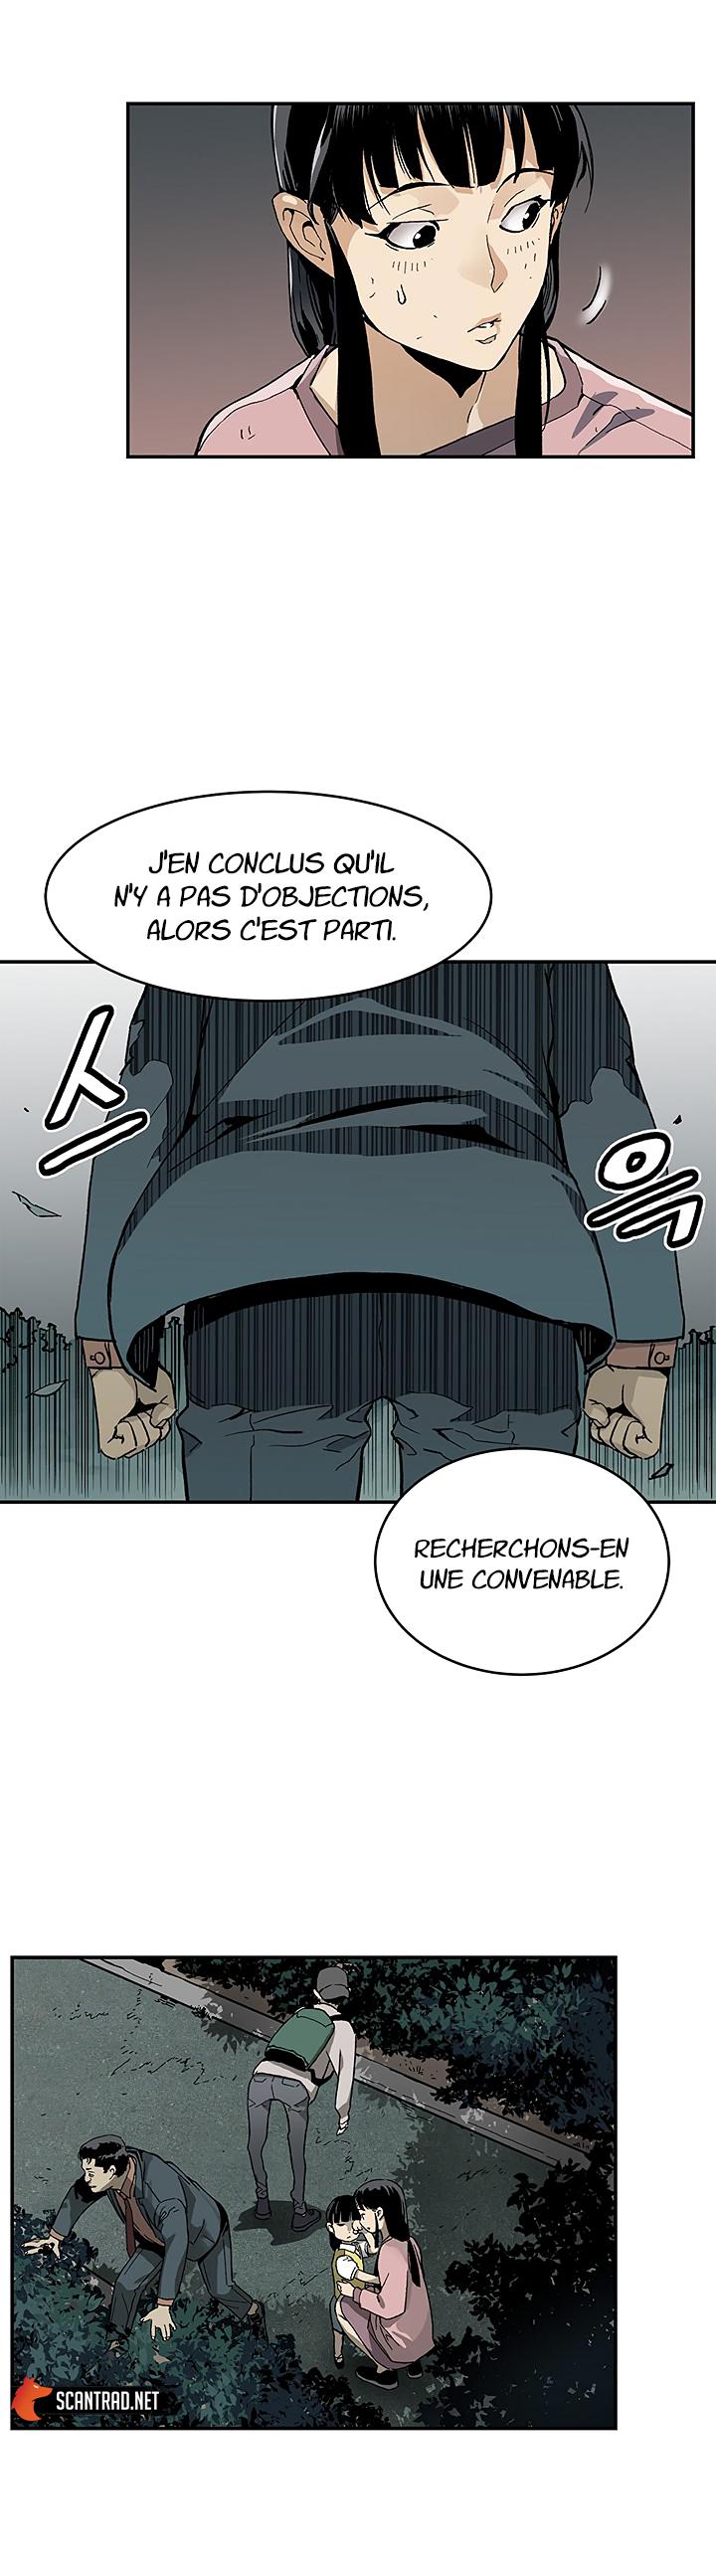 J'EN CONCLUS QU'IL
N'Y A PAS D'OBJECTIONS,
ALORS C'EST PARTI.
스
윽
RECHERCHONS-EN
UNE CONVENABLE.
SCANTRAD.NET